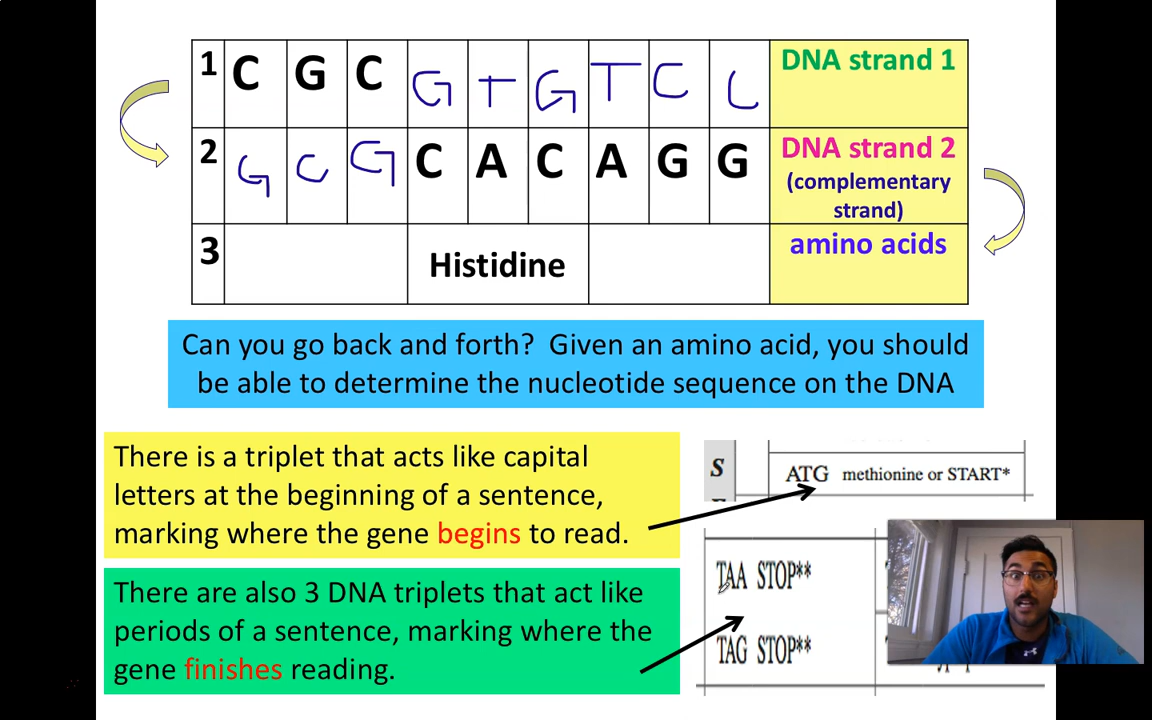 1 C G C G T G T C C DNA strand 1
2 G C G C A C A G G DNA strand 2
(complementary
strand)
3 Histidine amino acids
Can you go back and forth? Given an amino acid, you should
be able to determine the nucleotide sequence on the DNA
There is a triplet that acts like capital
letters at the beginning of a sentence,
marking where the gene begins to read.
S
ATG methionine or START*
There are also 3 DNA triplets that act like
periods of a sentence, marking where the
gene finishes reading.
TAA STOP**
TAG STOP**